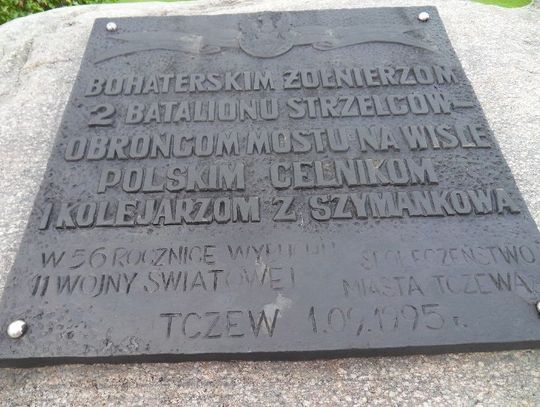 BOHATERSKIM ŻOŁNIERZOM
2 BATALIONU STRZELCÓW –
OBROŃCOM MOSTU NA WIŚLE
POLSKIM CELNIKOM
I KOLEJARZOM Z SZYMANKOWA
W 56 ROCZNICĘ WYBUCHU
II WOJNY ŚWIATOWEJ
SPOŁECZEŃSTWO
MIASTA TCZEWA
TCZEW 1.09.1995 r.